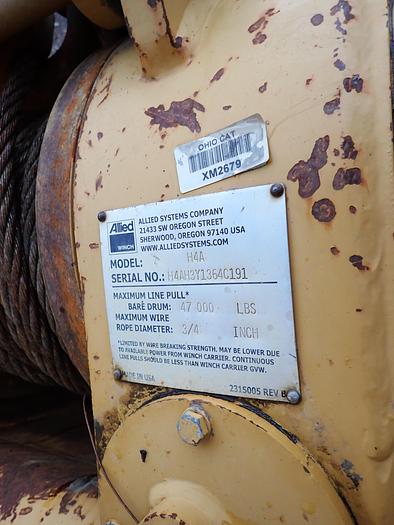 OHIO CAT
XM2679
Allied
WINCH
ALLIED SYSTEMS COMPANY
21433 SW OREGON STREET
SHERWOOD, OREGON 97140 USA
WWW.ALLIEDSYSTEMS.COM
MODEL: H4A
SERIAL NO.: H4AH3Y1364C191
MAXIMUM LINE PULL*
BARE DRUM: 47 000 LBS
MAXIMUM WIRE
ROPE DIAMETER: 3/4 INCH
*LIMITED BY WIRE BREAKING STRENGTH. MAY BE LOWER DUE
TO AVAILABLE POWER FROM WINCH CARRIER. CONTINUOUS
LINE PULLS SHOULD BE LESS THAN WINCH CARRIER GVW.
MADE IN USA
2315005 REV B